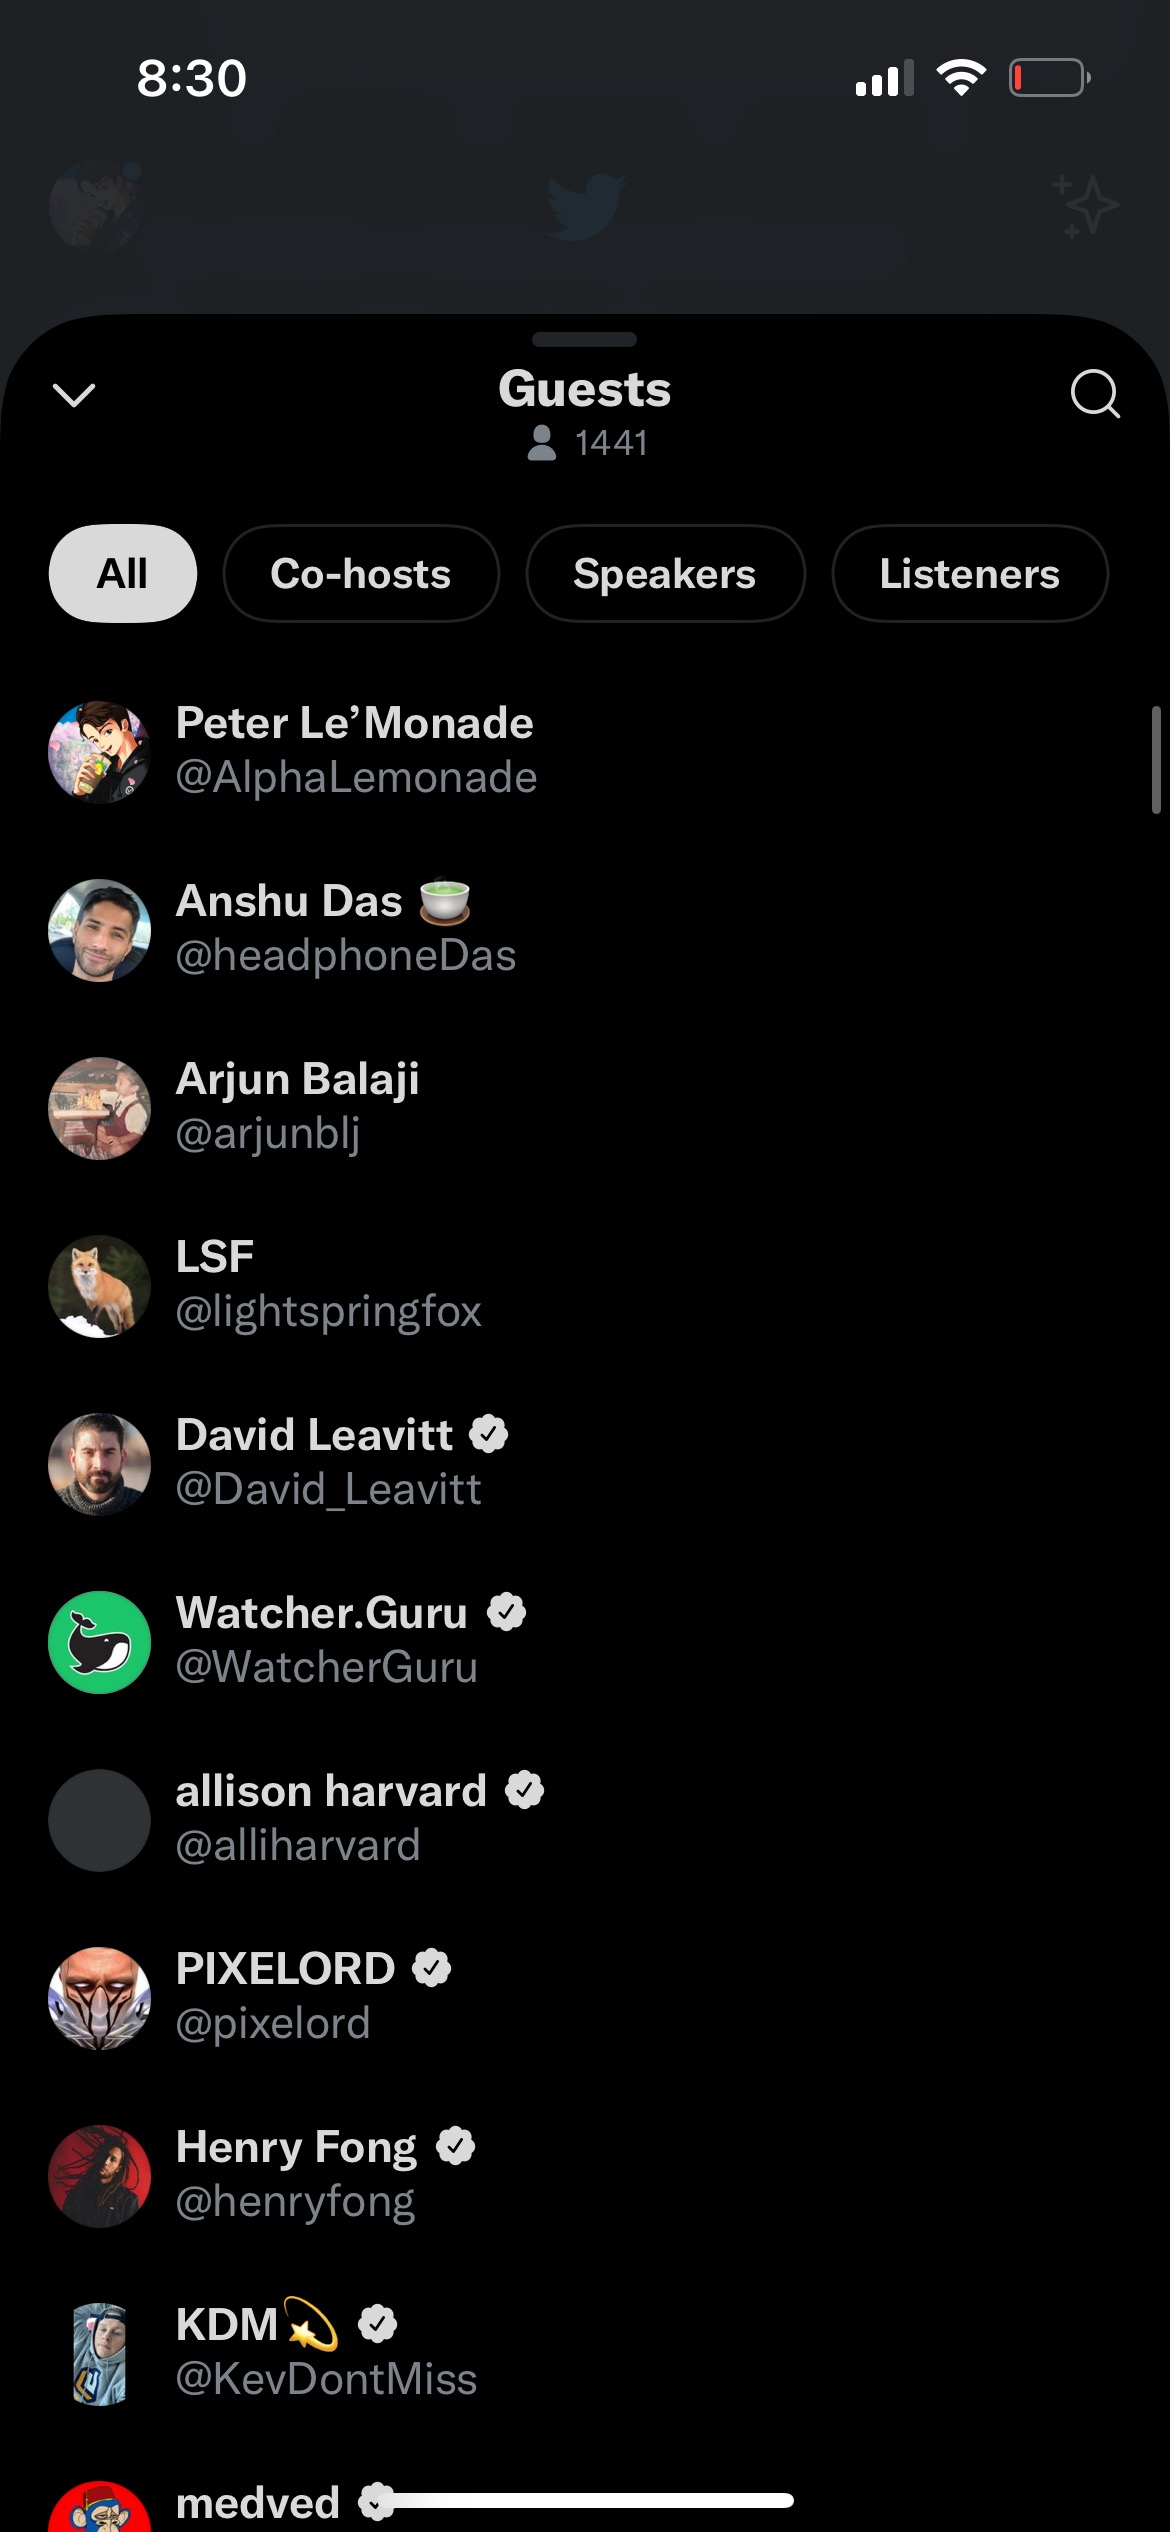 8:30
Guests
1441
All
Co-hosts
Speakers
Listeners
Peter Le’Monade
@AlphaLemonade
Anshu Das 🍵
@headphoneDas
Arjun Balaji
@arjunblj
LSF
@lightspringfox
David Leavitt
@David_Leavitt
Watcher.Guru
@WatcherGuru
allison harvard
@alliharvard
PIXELORD
@pixelord
Henry Fong
@henryfong
KDM💫
@KevDontMiss
medved